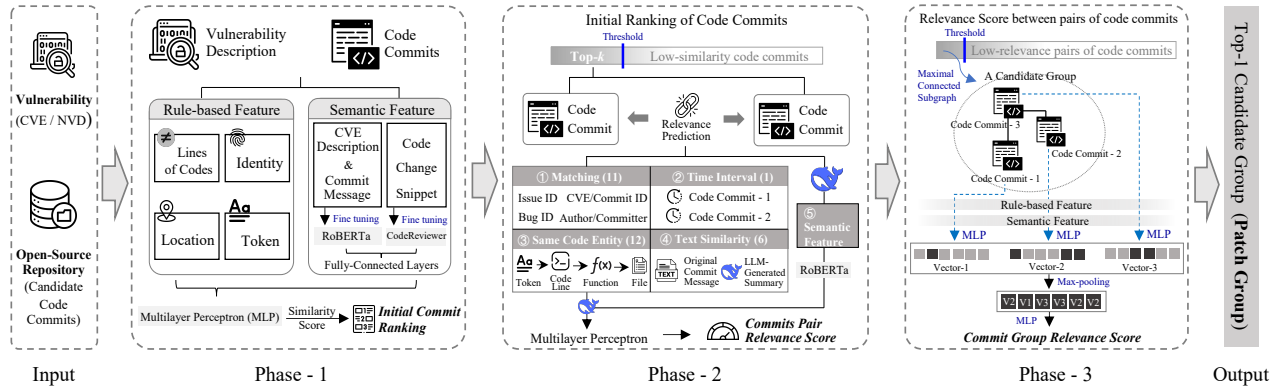 Vulnerability
(CVE / NVD)
Open-Source
Repository
(Candidate
Code
Commits)
Input
Vulnerability
Description
Code
Commits
Rule-based Feature
≠
Lines
of Codes
Identity
Location
Aa
Token
Semantic Feature
CVE
Description
&
Commit
Message
Code
Change
Snippet
Fine tuning
Fine tuning
RoBERTa
CodeReviewer
Fully-Connected Layers
Multilayer Perceptron (MLP)
Similarity
Score
Initial Commit
Ranking
Phase - 1
Initial Ranking of Code Commits
Threshold
Top-k
Low-similarity code commits
Code
Commit
Relevance
Prediction
Code
Commit
① Matching (11)
Issue ID CVE/Commit ID
Bug ID Author/Committer
② Time Interval (1)
Code Commit - 1
Code Commit - 2
③ Same Code Entity (12)
Aa
f(x)
Token
Code
Line
Function
File
④ Text Similarity (6)
TEXT
Original
Commit
Message
LLM-
Generated
Summary
⑤
Semantic
Feature
RoBERTa
Multilayer Perceptron
Commits Pair
Relevance Score
Phase - 2
Relevance Score between pairs of code commits
Threshold
Low-relevance pairs of code commits
Maximal
Connected
Subgraph
A Candidate Group
Code Commit - 3
Code Commit - 2
Code Commit - 1
Rule-based Feature
Semantic Feature
MLP
MLP
MLP
Vector-1
Vector-2
Vector-3
Max-pooling
V2 V1 V3 V3 V2 V2
MLP
Commit Group Relevance Score
Phase - 3
Top-1 Candidate Group (Patch Group)
Output